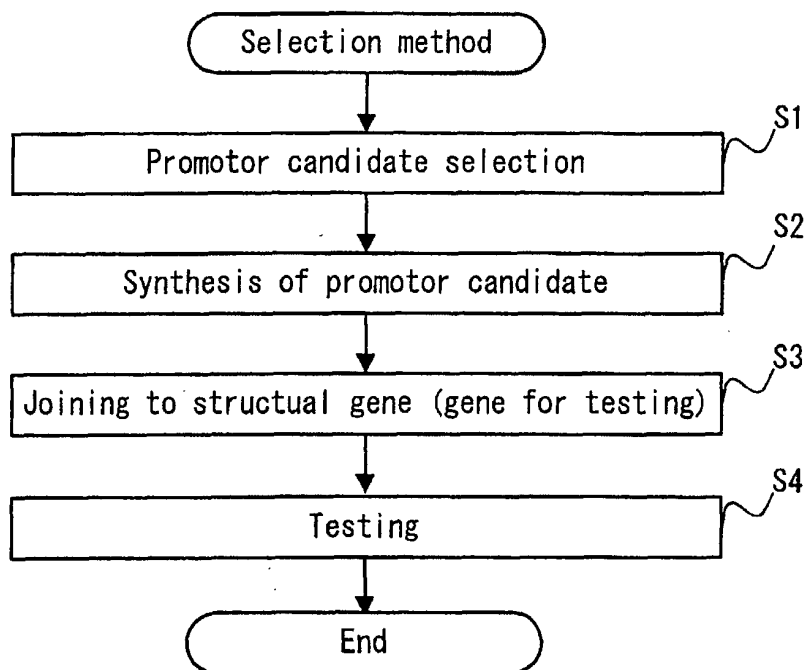 Selection method
S1
Promotor candidate selection
S2
Synthesis of promotor candidate
S3
Joining to structual gene (gene for testing)
S4
Testing
End